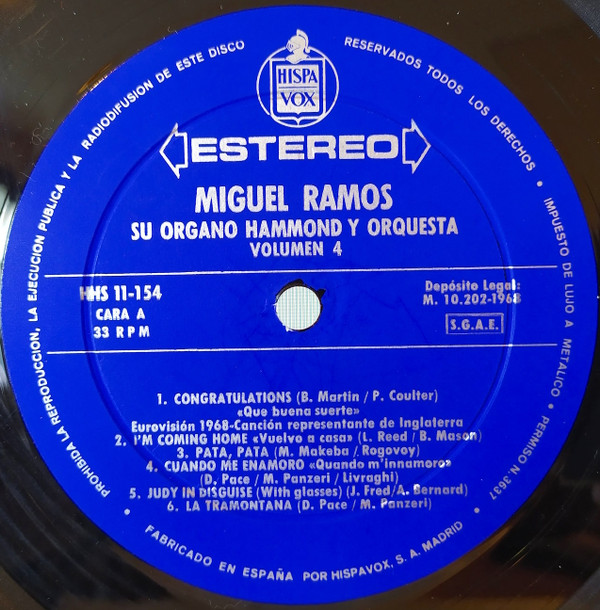 HISPA
VOX
ESTEREO
MIGUEL RAMOS
SU ORGANO HAMMOND Y ORQUESTA
VOLUMEN 4
HHS 11-154
CARA A
33 R P M
Depósito Legal:
M. 10.202-1968
S.G.A.E.
1. CONGRATULATIONS (B. Martin / P. Coulter)
«Que buena suerte»
Eurovisión 1968-Canción representante de Inglaterra
2. I'M COMING HOME «Vuelvo a casa» (L. Reed / B. Mason)
3. PATA, PATA (M. Makeba / Rogovoy)
4. CUANDO ME ENAMORO «Quando m'innamoro»
(D. Pace / M. Panzeri / Livraghi)
5. JUDY IN DISGUISE (With glasses) (J. Fred/A. Bernard)
6. LA TRAMONTANA (D. Pace / M. Panzeri)
PROHIBIDA LA REPRODUCCION, LA EJECUCION PUBLICA Y LA RADIODIFUSION DE ESTE DISCO
RESERVADOS TODOS LOS DERECHOS • IMPUESTO DE LUJO A METALICO • PERMISO N. 3637 •
FABRICADO EN ESPAÑA POR HISPAVOX, S. A. MADRID •